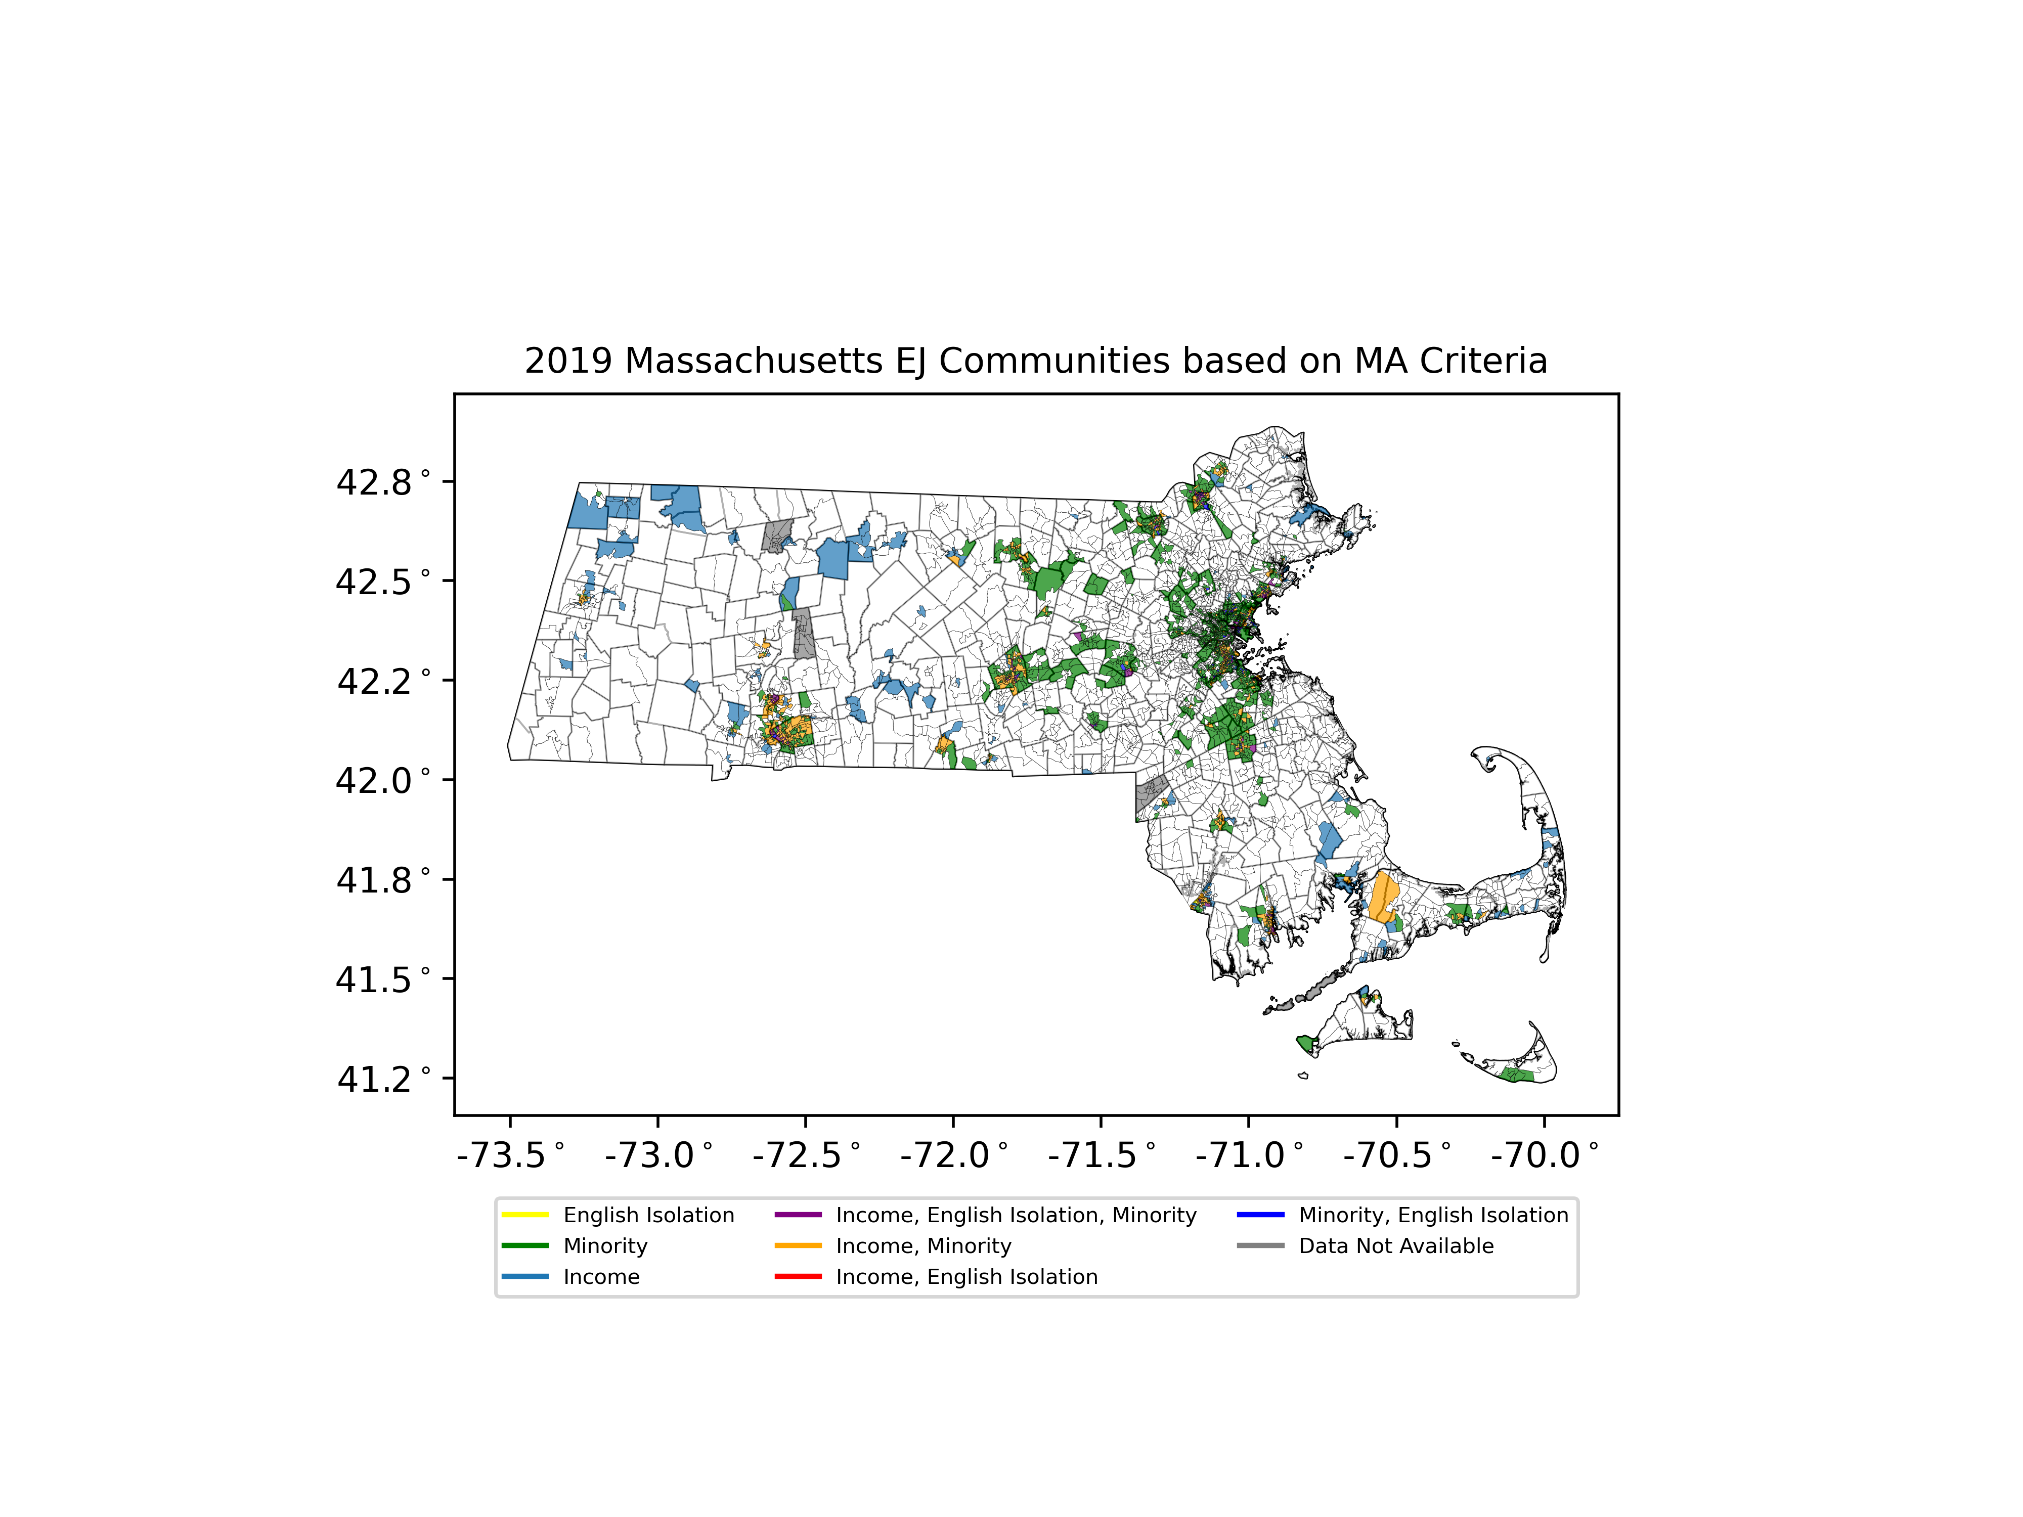 2019 Massachusetts EJ Communities based on MA Criteria
42.8°
42.5°
42.2°
42.0°
41.8°
41.5°
41.2°
-73.5° -73.0° -72.5° -72.0° -71.5° -71.0° -70.5° -70.0°
English Isolation
Minority
Income
Income, English Isolation, Minority
Income, Minority
Income, English Isolation
Minority, English Isolation
Data Not Available